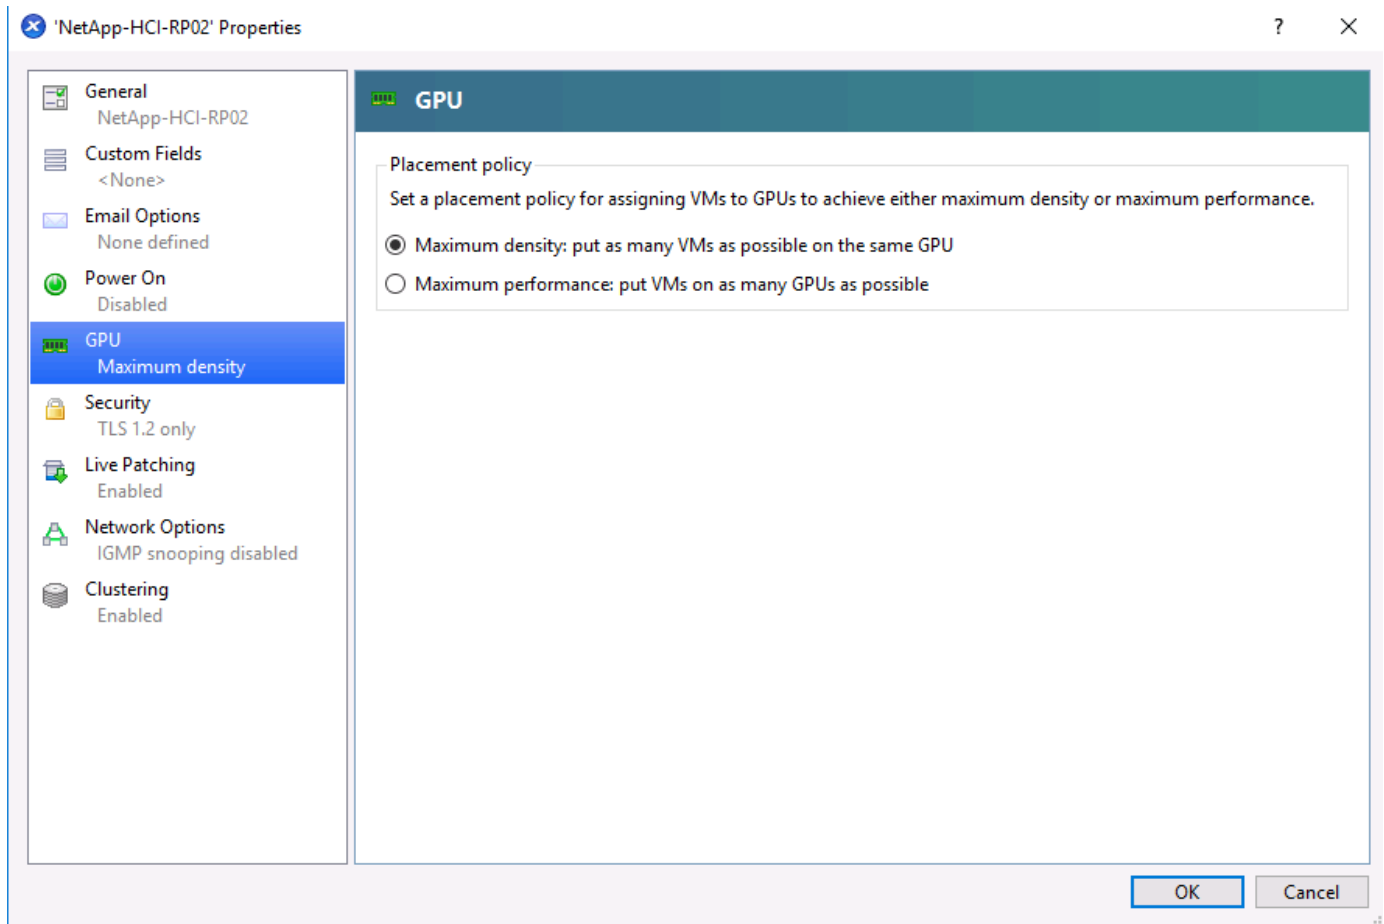 'NetApp-HCI-RP02' Properties
?
General
NetApp-HCI-RP02
Custom Fields
<None>
Email Options
None defined
Power On
Disabled
GPU
Maximum density
Security
TLS 1.2 only
Live Patching
Enabled
Network Options
IGMP snooping disabled
Clustering
Enabled
GPU
Placement policy
Set a placement policy for assigning VMs to GPUs to achieve either maximum density or maximum performance.
Maximum density: put as many VMs as possible on the same GPU
Maximum performance: put VMs on as many GPUs as possible
OK
Cancel